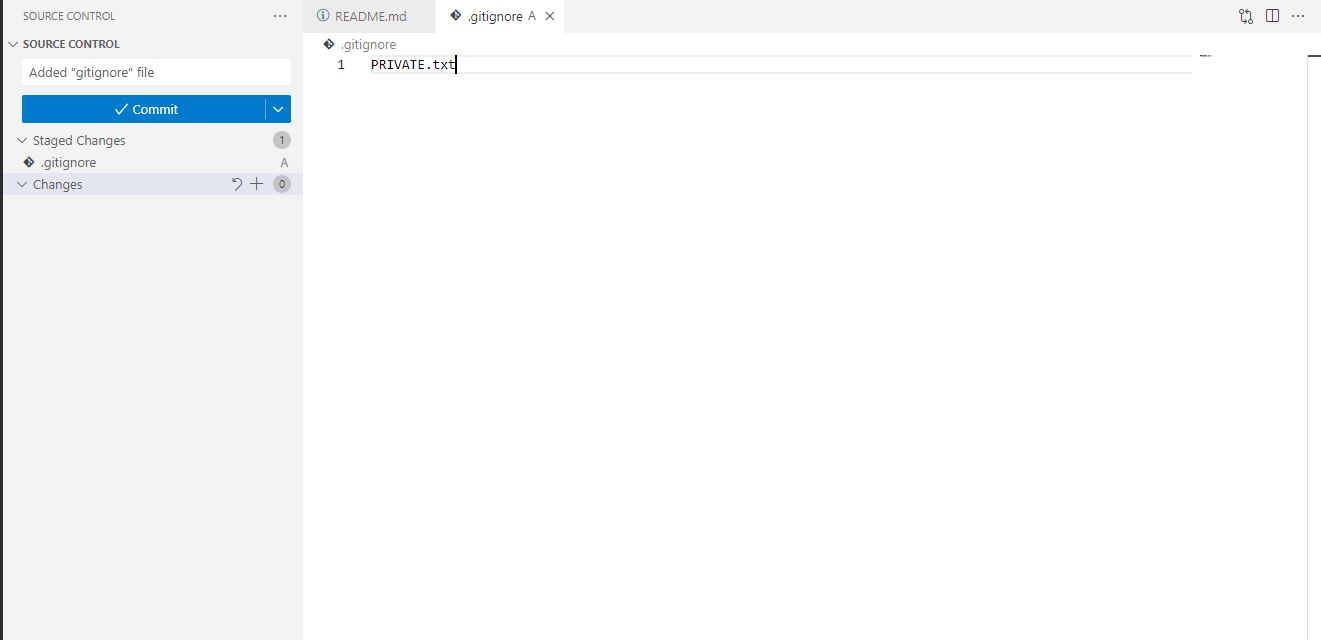 SOURCE CONTROL
README.md
.gitignore A
SOURCE CONTROL
.gitignore
Added "gitignore" file
1 PRIVATE.txt
Commit
Staged Changes 1
.gitignore A
Changes 0